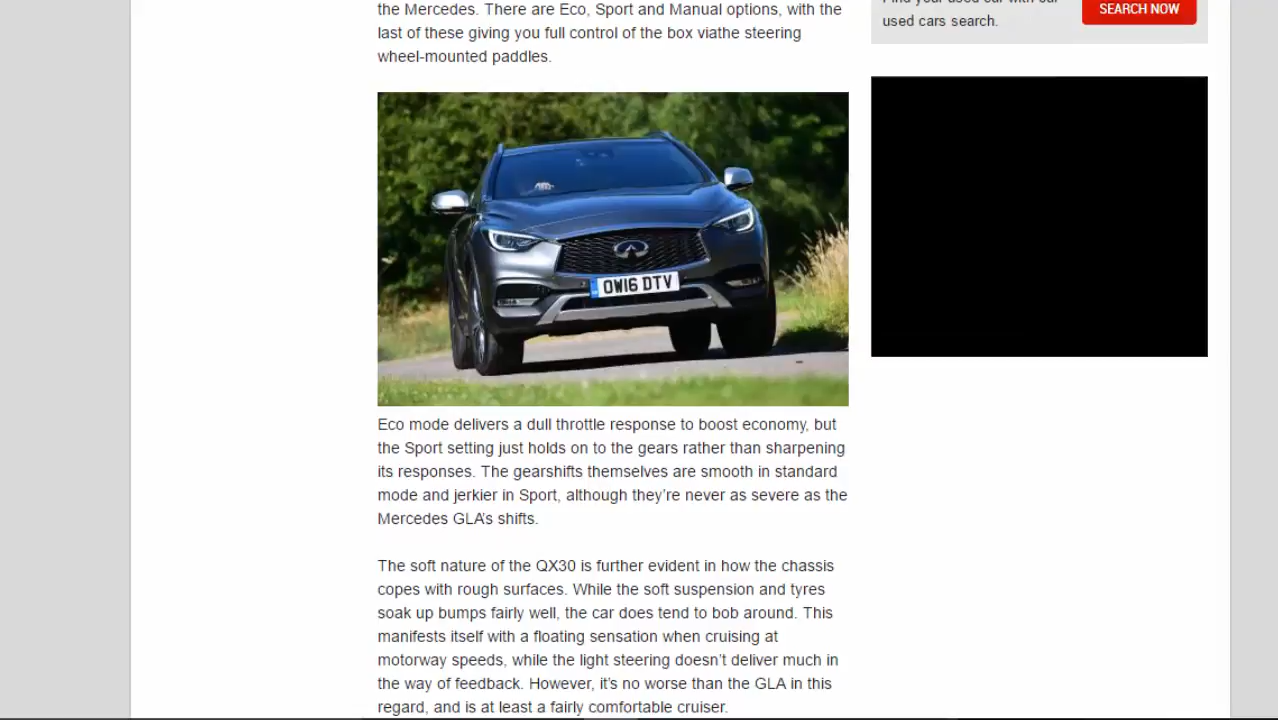 the Mercedes. There are Eco, Sport and Manual options, with the
last of these giving you full control of the box viathe steering
wheel-mounted paddles.
OW16 DTV
Eco mode delivers a dull throttle response to boost economy, but
the Sport setting just holds on to the gears rather than sharpening
its responses. The gearshifts themselves are smooth in standard
mode and jerkier in Sport, although they’re never as severe as the
Mercedes GLA’s shifts.
The soft nature of the QX30 is further evident in how the chassis
copes with rough surfaces. While the soft suspension and tyres
soak up bumps fairly well, the car does tend to bob around. This
manifests itself with a floating sensation when cruising at
motorway speeds, while the light steering doesn’t deliver much in
the way of feedback. However, it’s no worse than the GLA in this
regard, and is at least a fairly comfortable cruiser.
Find your used car with our
used cars search.
SEARCH NOW